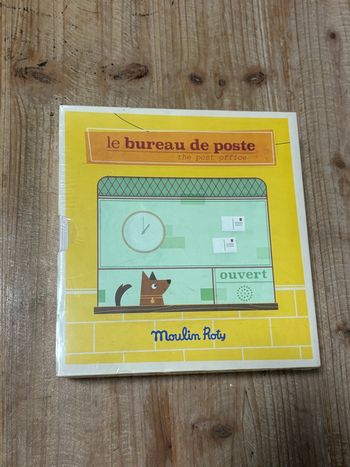 le bureau de poste
the post office
ouvert
Moulin Roty